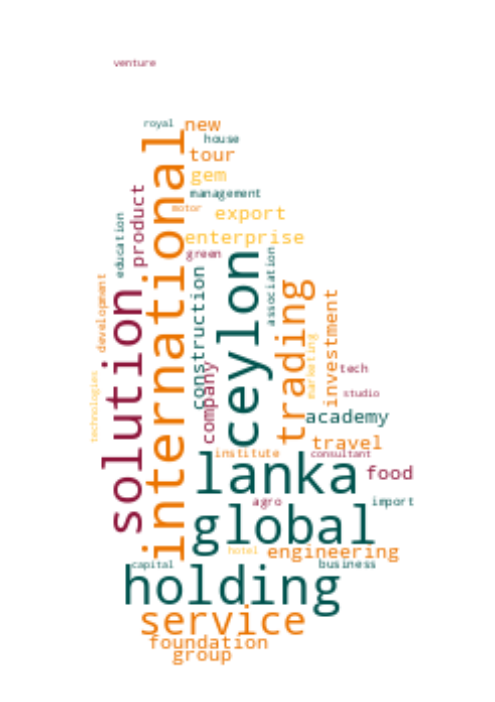 venture
royal
new
house
tour
gem
management
motor
export
product
education
international
enterprise
green
association
ceylon
construction
development
solution
trading
investment
marketing
company
tech
technologies
studio
academy
travel
institute
consultant
lanka
food
agro
import
global
hotel
engineering
capital
business
holding
service
foundation
group